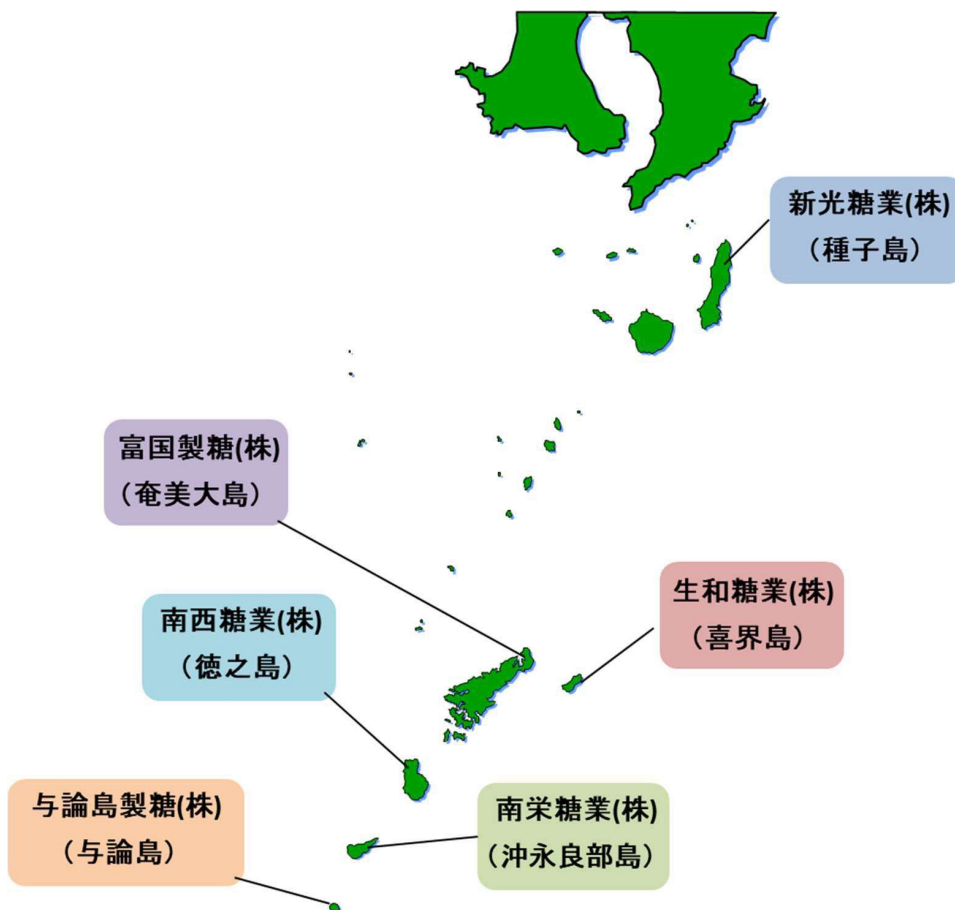 新光糖業(株)
（種子島）
富国製糖(株)
（奄美大島）
生和糖業(株)
（喜界島）
南西糖業(株)
（徳之島）
与論島製糖(株)
（与論島）
南栄糖業(株)
（沖永良部島）